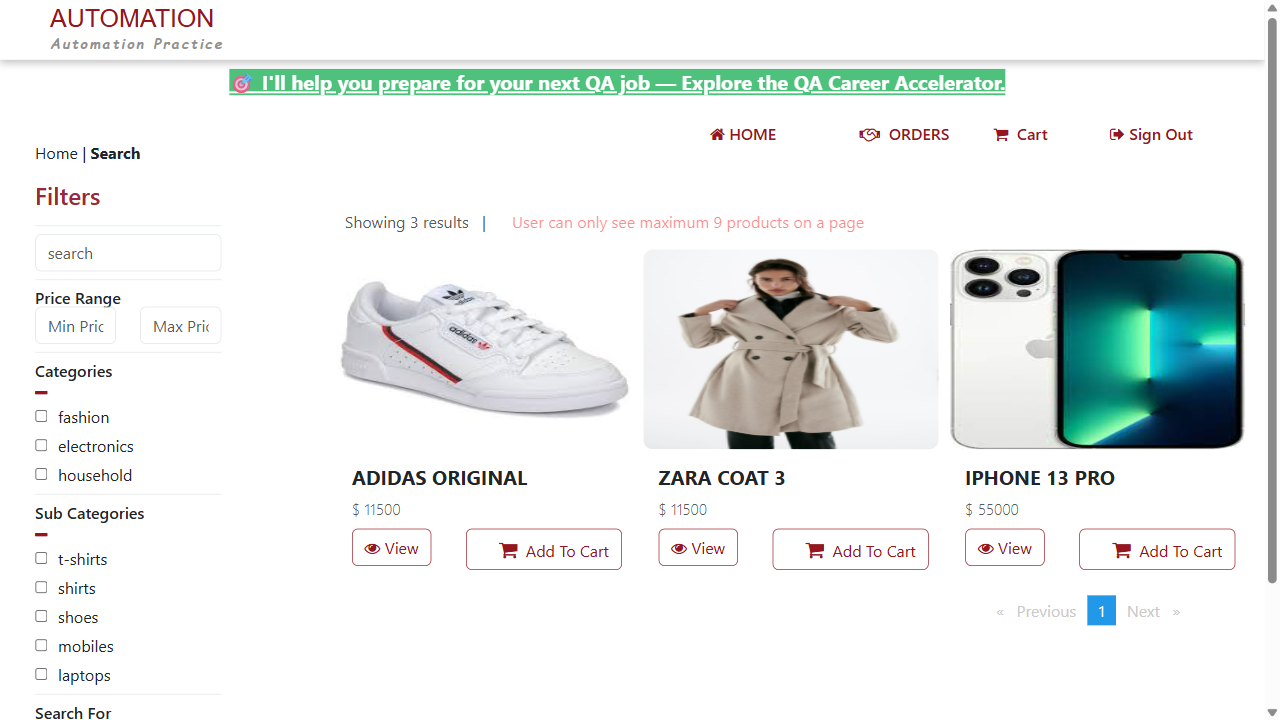 AUTOMATION
Automation Practice
🎯 I'll help you prepare for your next QA job — Explore the QA Career Accelerator.
HOME
ORDERS
Cart
Sign Out
Home | Search
Filters
search
Price Range
Min Pric
Max Pric
Categories
fashion
electronics
household
Sub Categories
t-shirts
shirts
shoes
mobiles
laptops
Search For
Showing 3 results |
User can only see maximum 9 products on a page
adidas
ADIDAS ORIGINAL
$ 11500
View
Add To Cart
ZARA COAT 3
$ 11500
View
Add To Cart
IPHONE 13 PRO
$ 55000
View
Add To Cart
« Previous 1 Next »